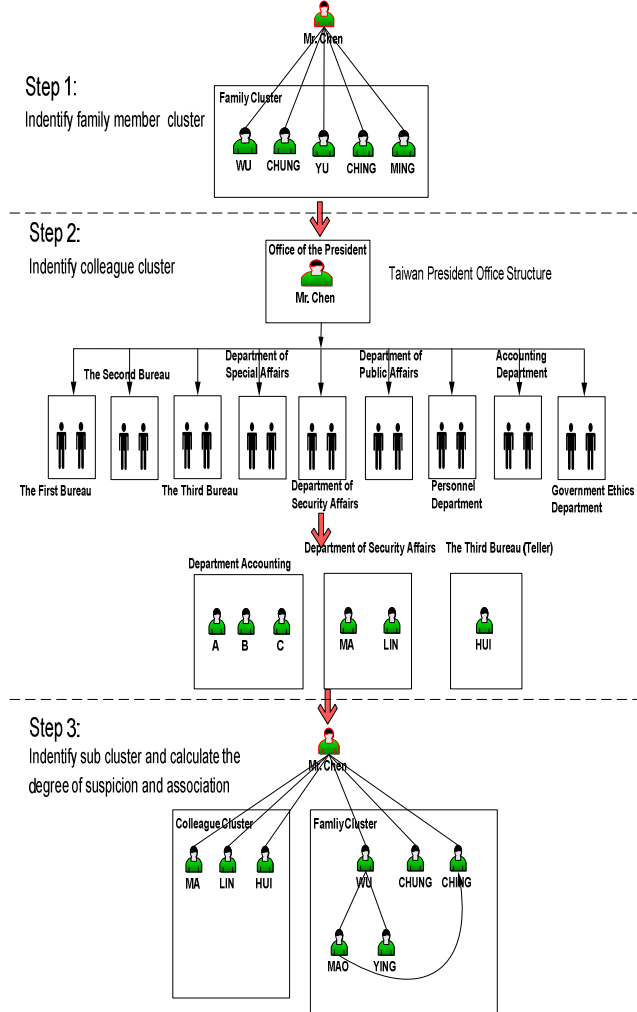 Mr. Chen
Step 1:
Indentify family member cluster
Family Cluster
WU
CHUNG
YU
CHING
MING
Step 2:
Indentify colleague cluster
Office of the President
Mr. Chen
Taiwan President Office Structure
The Second Bureau
Department of
Special Affairs
Department of
Public Affairs
Accounting
Department
The First Bureau
The Third Bureau
Department of
Security Affairs
Personnel
Department
Government Ethics
Department
Department Accounting
Department of Security Affairs
The Third Bureau (Teller)
A
B
C
MA
LIN
HUI
Step 3:
Indentify sub cluster and calculate the
degree of suspicion and association
Mr. Chen
Colleague Cluster
FamliyCluster
MA
LIN
HUI
WU
CHUNG
CHING
MAO
YING